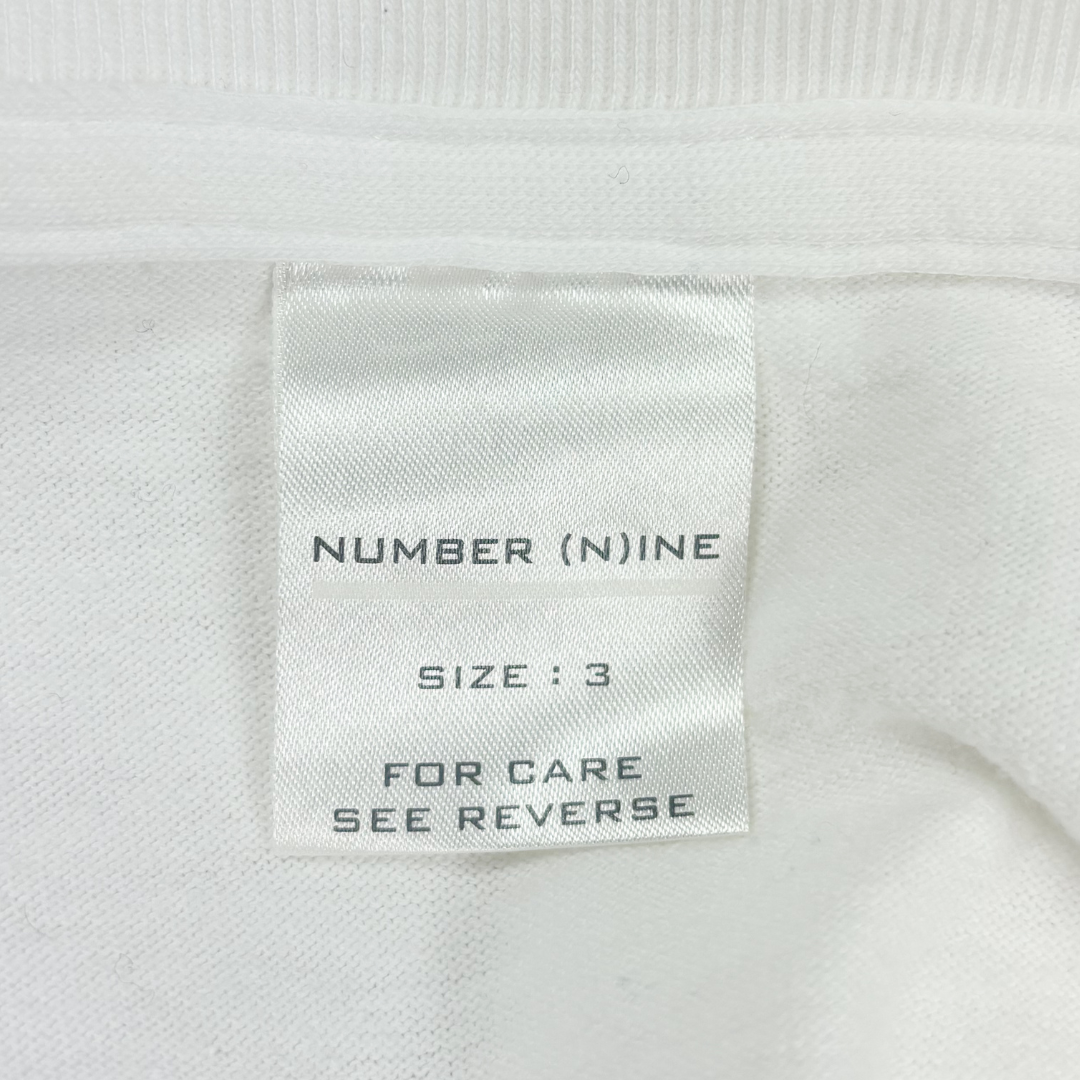 NUMBER (N)INE
SIZE : 3
FOR CARE
SEE REVERSE